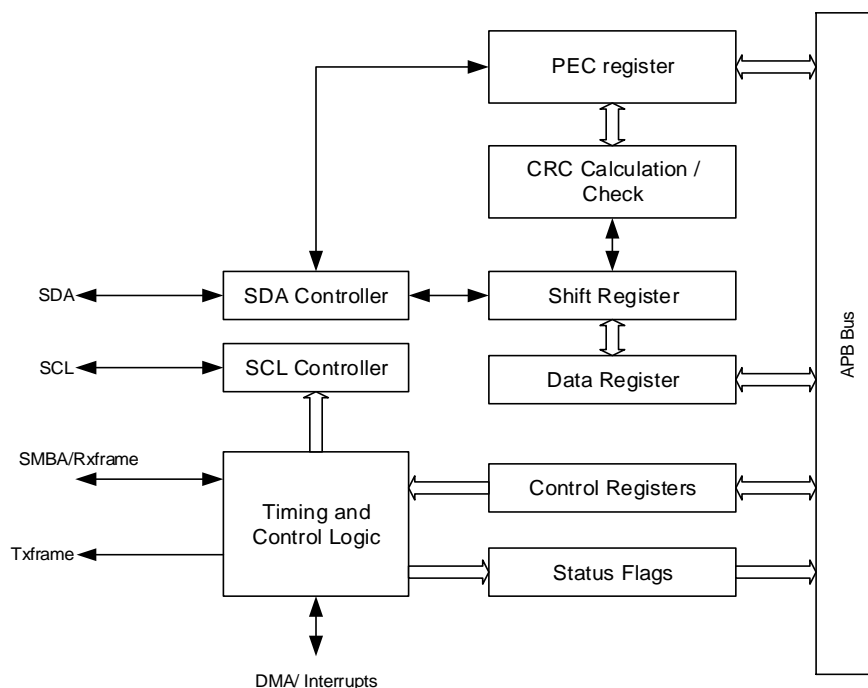 PEC register
CRC Calculation /
Check
SDA
SDA Controller
Shift Register
SCL
SCL Controller
Data Register
APB Bus
SMBA/Rxframe
Timing and
Control Logic
Control Registers
Txframe
Status Flags
DMA/ Interrupts